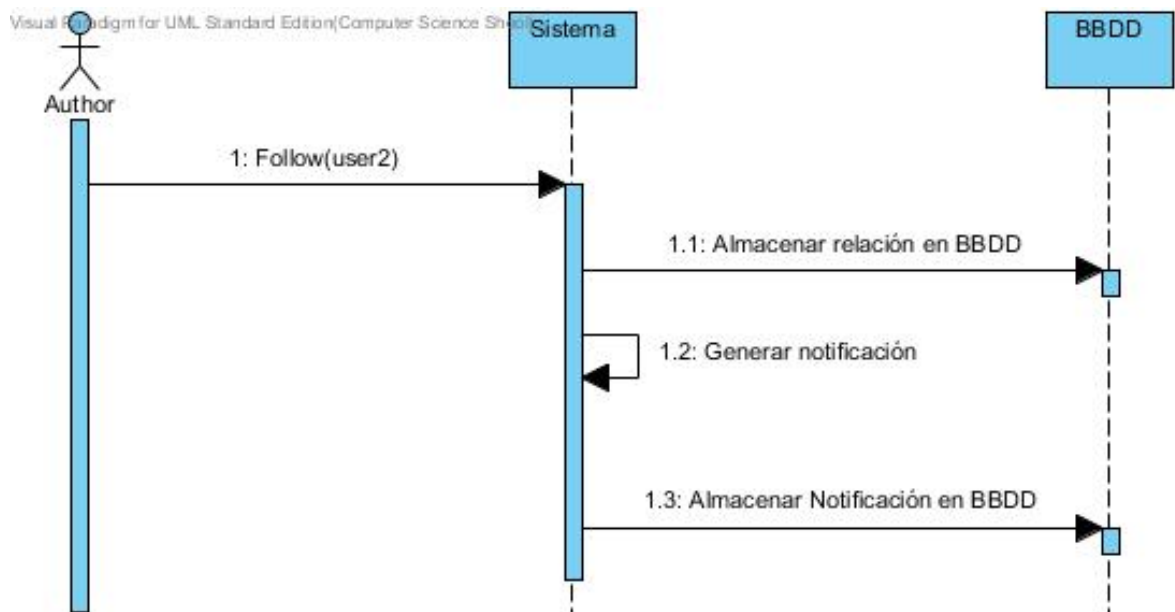 Visual Paradigm for UML Standard Edition(Computer Science
Sistema
BBDD
Author
1: Follow(user2)
1.1: Almacenar relación en BBDD
1.2: Generar notificación
1.3: Almacenar Notificación en BBDD